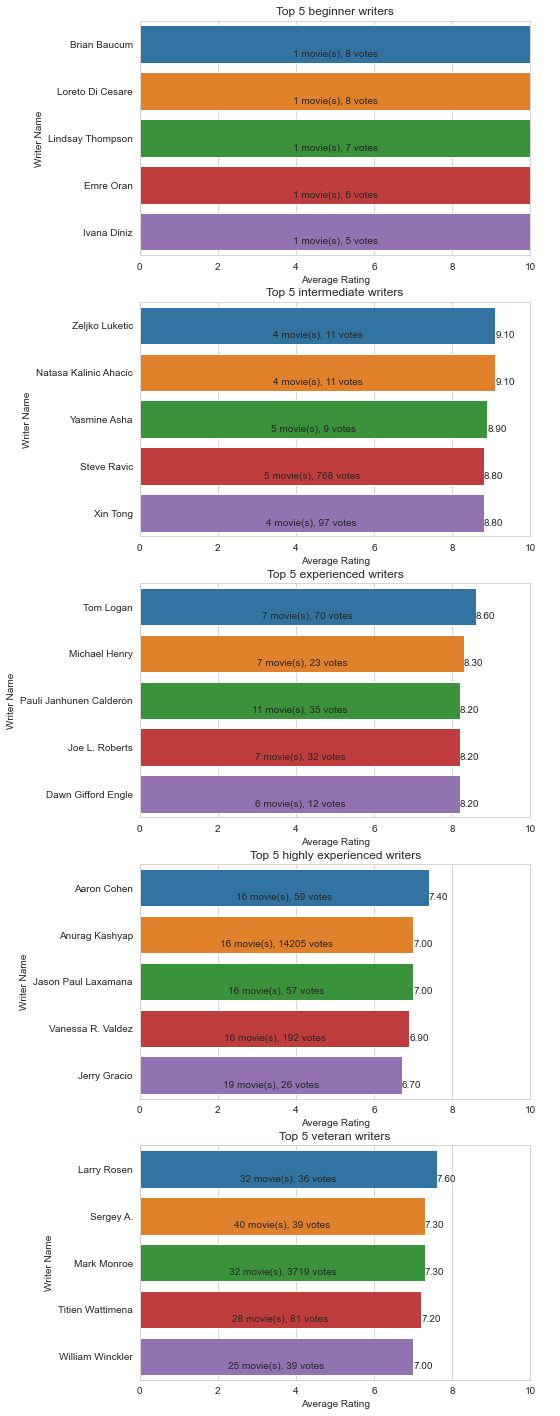 Top 5 beginner writers
Writer Name
Brian Baucum
1 movie(s), 8 votes
Loreto Di Cesare
1 movie(s), 8 votes
Lindsay Thompson
1 movie(s), 7 votes
Emre Oran
1 movie(s), 6 votes
Ivana Diniz
1 movie(s), 5 votes
0 2 4 6 8 10
Average Rating
Top 5 intermediate writers
Writer Name
Zeljko Luketic
4 movie(s), 11 votes 9.10
Natasa Kalinic Ahacic
4 movie(s), 11 votes 9.10
Yasmine Asha
5 movie(s), 9 votes 8.90
Steve Ravic
5 movie(s), 768 votes 8.80
Xin Tong
4 movie(s), 97 votes 8.80
0 2 4 6 8 10
Average Rating
Top 5 experienced writers
Writer Name
Tom Logan
7 movie(s), 70 votes 8.60
Michael Henry
7 movie(s), 23 votes 8.30
Pauli Janhunen Calderón
11 movie(s), 35 votes 8.20
Joe L. Roberts
7 movie(s), 32 votes 8.20
Dawn Gifford Engle
6 movie(s), 12 votes 8.20
0 2 4 6 8 10
Average Rating
Top 5 highly experienced writers
Writer Name
Aaron Cohen
16 movie(s), 59 votes 7.40
Anurag Kashyap
16 movie(s), 14205 votes 7.00
Jason Paul Laxamana
16 movie(s), 57 votes 7.00
Vanessa R. Valdez
16 movie(s), 192 votes 6.90
Jerry Gracio
19 movie(s), 26 votes 6.70
0 2 4 6 8 10
Average Rating
Top 5 veteran writers
Writer Name
Larry Rosen
32 movie(s), 36 votes 7.60
Sergey A.
40 movie(s), 39 votes 7.30
Mark Monroe
32 movie(s), 3719 votes 7.30
Titien Wattimena
28 movie(s), 81 votes 7.20
William Winckler
25 movie(s), 39 votes 7.00
0 2 4 6 8 10
Average Rating